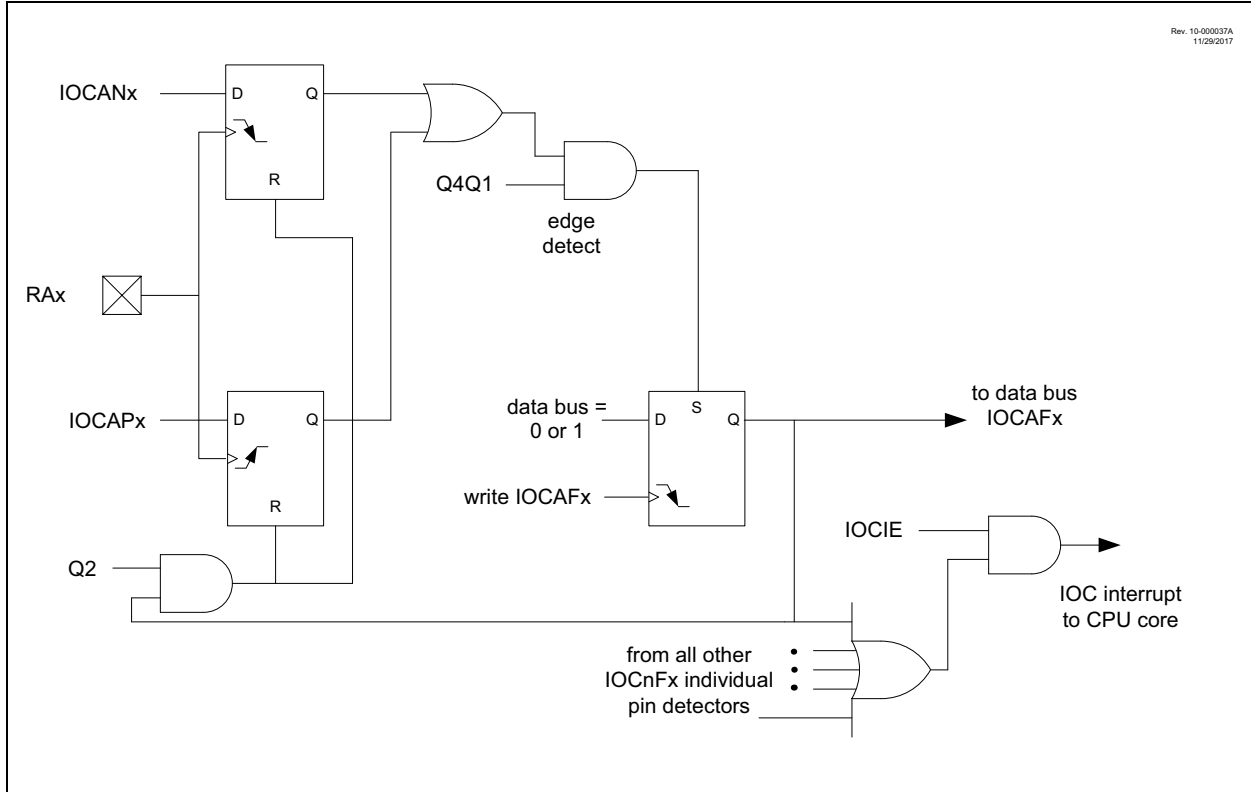 Rev. 10-000037A
11/29/2017
IOCANx
D
Q
R
Q4Q1
edge
detect
RAx
IOCAPx
D
Q
R
data bus =
0 or 1
D
S
Q
to data bus
IOCAFx
write IOCAFx
IOCIE
Q2
IOC interrupt
to CPU core
from all other
IOCnFx individual
pin detectors